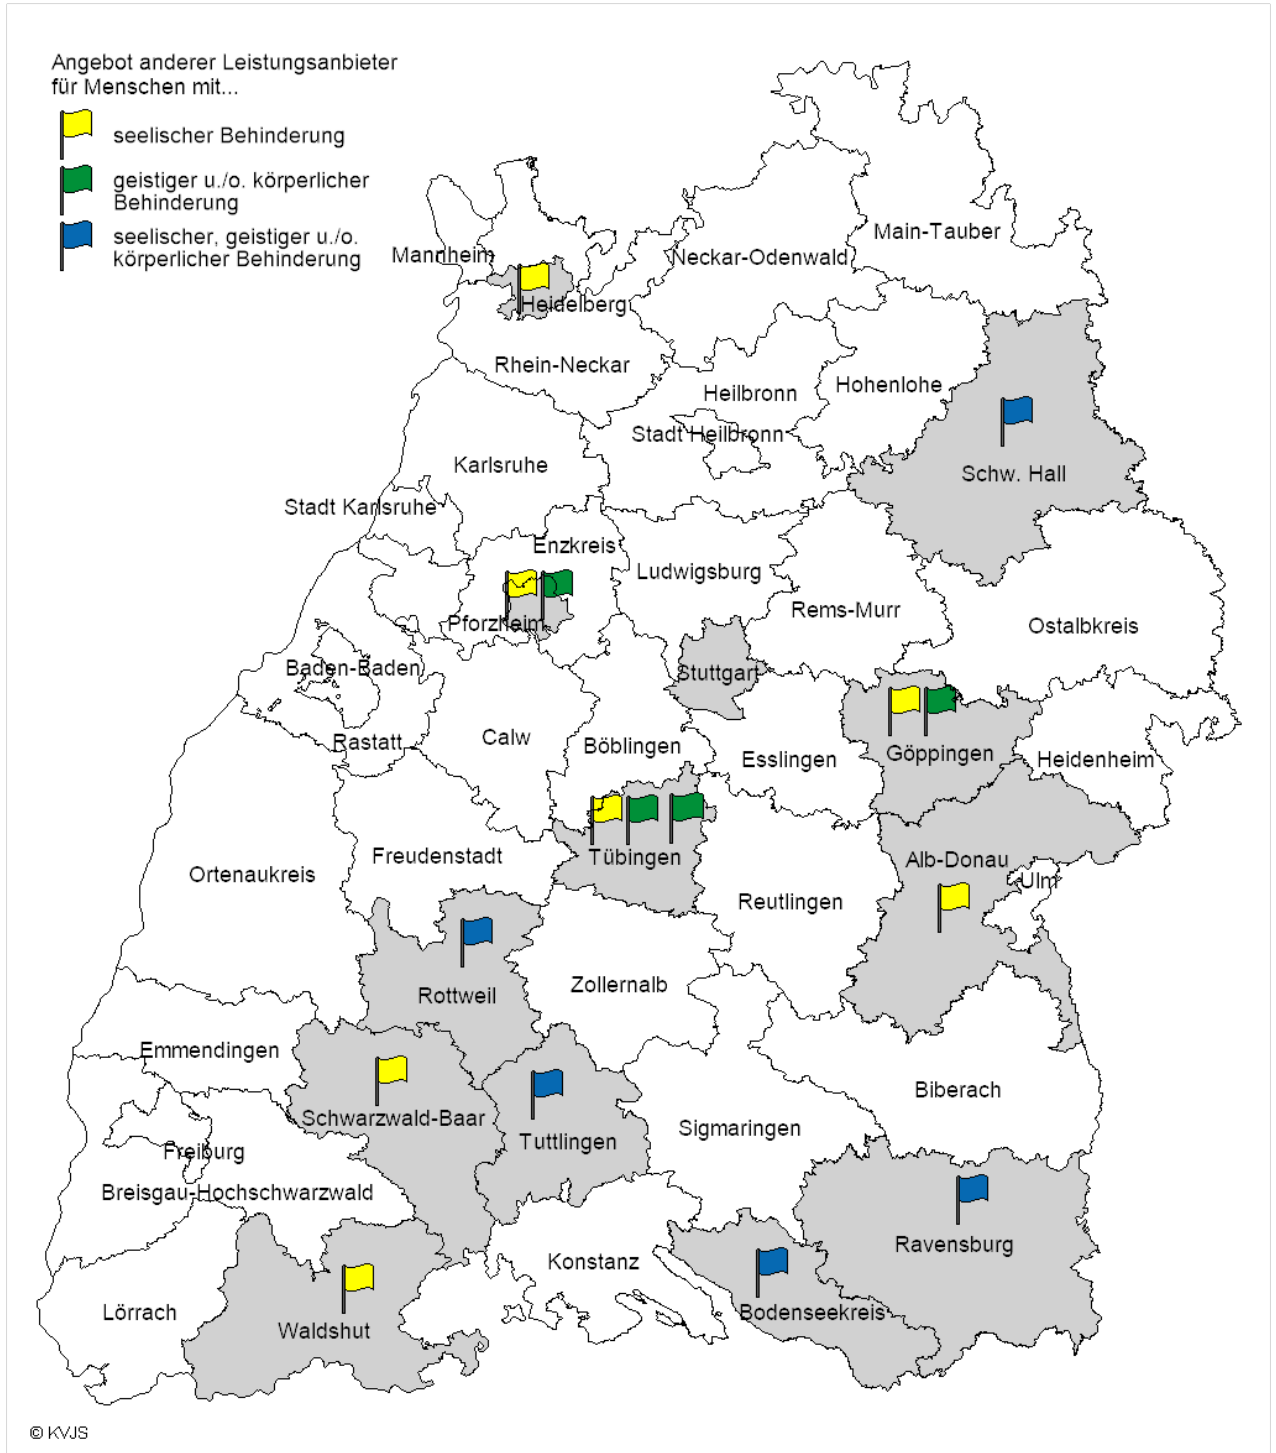 Angebot anderer Leistungsanbieter
für Menschen mit...
seelischer Behinderung
geistiger u./o. körperlicher
Behinderung
seelischer, geistiger u./o.
körperlicher Behinderung
Main-Tauber
Mannheim
Neckar-Odenwald
Heidelberg
Rhein-Neckar
Heilbronn
Hohenlohe
Stadt Heilbronn
Karlsruhe
Schw. Hall
Stadt Karlsruhe
Enzkreis
Ludwigsburg
Rems-Murr
Pforzheim
Ostalbkreis
Baden-Baden
Stuttgart
Rastatt
Calw
Böblingen
Esslingen
Göppingen
Heidenheim
Freudenstadt
Tübingen
Alb-Donau
Ortenaukreis
Ulm
Reutlingen
Rottweil
Zollernalb
Emmendingen
Biberach
Schwarzwald-Baar
Tuttlingen
Sigmaringen
Freiburg
Breisgau-Hochschwarzwald
Ravensburg
Konstanz
Lörrach
Bodenseekreis
Waldshut
© KVJS